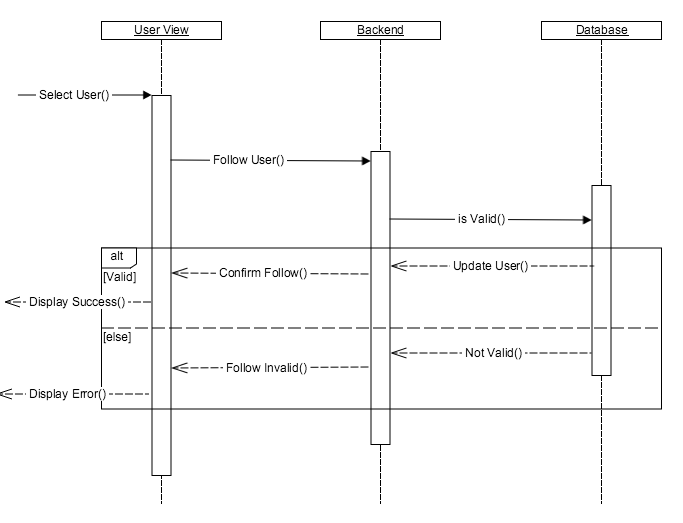 User View
Backend
Database
Select User()
Follow User()
is Valid()
alt
[Valid]
Update User()
Confirm Follow()
Display Success()
[else]
Not Valid()
Follow Invalid()
Display Error()